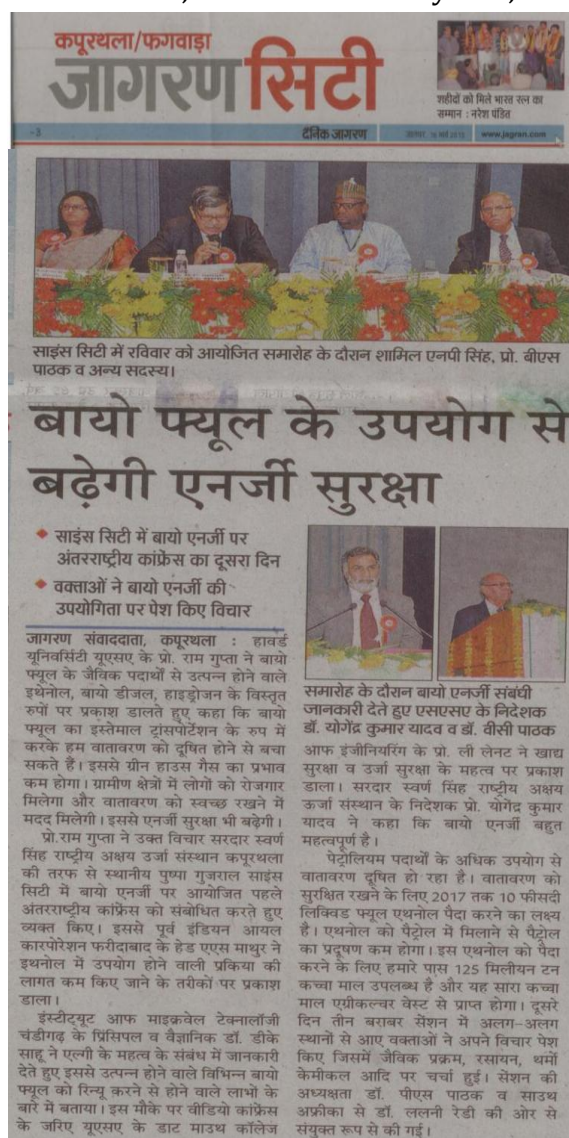 कपूरथला/फगवाड़ा
जागरण सिटी
शहीदों को मिले भारत रत्न का
सम्मान : नरेश पंडित
-3
दैनिक जागरण
www.jagran.com
साइंस सिटी में रविवार को आयोजित समारोह के दौरान शामिल एनपी सिंह, प्रो. बीएस
पाठक व अन्य सदस्य।
बायो फ्यूल के उपयोग से
बढ़ेगी एनर्जी सुरक्षा
साइंस सिटी में बायो एनर्जी पर
अंतरराष्ट्रीय कांफ्रेस का दूसरा दिन
वक्ताओं ने बायो एनर्जी की
उपयोगिता पर पेश किए विचार
जागरण संवाददाता, कपूरथला : हावर्ड
यूनिवर्सिटी यूएसए के प्रो. राम गुप्ता ने बायो
फ्यूल के जैविक पदार्थों से उत्पन्न होने वाले
इथेनोल, बायो डीजल, हाइड्रोजन के विस्तृत
रुपों पर प्रकाश डालते हुए कहा कि बायो
फ्यूल का इस्तेमाल ट्रांसपोर्टेशन के रुप में
करके हम वातावरण को दूषित होने से बचा
सकते हैं। इससे ग्रीन हाउस गैस का प्रभाव
कम होगा। ग्रामीण क्षेत्रों में लोगों को रोजगार
मिलेगा और वातावरण को स्वच्छ रखने में
मदद मिलेगी। इससे एनर्जी सुरक्षा भी बढ़ेगी।
प्रो.राम गुप्ता ने उक्त विचार सरदार स्वर्ण
सिंह राष्ट्रीय अक्षय उर्जा संस्थान कपूरथला
की तरफ से स्थानीय पुष्पा गुजराल साइंस
सिटी में बायो एनर्जी पर आयोजित पहले
अंतरराष्ट्रीय कांफ्रेस को संबोधित करते हुए
व्यक्त किए। इससे पूर्व इंडियन आयल
कारपोरेशन फरीदाबाद के हेड एएस माथुर ने
इथनोल में उपयोग होने वाली प्रकिया की
लागत कम किए जाने के तरीकों पर प्रकाश
डाला।
इंस्टीट्यूट आफ माइक्रवेल टेक्नालॉजी
चंडीगढ़ के प्रिंसिपल व वैज्ञानिक डॉ. डीके
साहू ने एल्गी के महत्व के संबंध में जानकारी
देते हुए इससे उत्पन्न होने वाले विभिन्न बायो
फ्यूल को रिन्यू करने से होने वाले लाभों के
बारे में बताया। इस मौके पर वीडियो कांफ्रेस
के जरिए यूएसए के डाट माउथ कॉलेज
समारोह के दौरान बायो एनर्जी संबंधी
जानकारी देते हुए एसएसए के निदेशक
डॉ. योगेंद्र कुमार यादव व डॉ. वीसी पाठक
आफ इंजीनियरिंग के प्रो. ली लेनट ने खाद्य
सुरक्षा व उर्जा सुरक्षा के महत्व पर प्रकाश
डाला। सरदार स्वर्ण सिंह राष्ट्रीय अक्षय
ऊर्जा संस्थान के निदेशक प्रो. योगेंद्र कुमार
यादव ने कहा कि बायो एनर्जी बहुत
महत्वपूर्ण है।
पेट्रोलियम पदार्थों के अधिक उपयोग से
वातावरण दूषित हो रहा है। वातावरण को
सुरक्षित रखने के लिए 2017 तक 10 फीसदी
लिक्विड फ्यूल एथनोल पैदा करने का लक्ष्य
है। एथनोल को पैट्रोल में मिलाने से पैट्रोल
का प्रदूषण कम होगा। इस एथनोल को पैदा
करने के लिए हमारे पास 125 मिलीयन टन
कच्चा माल उपलब्ध है और यह सारा कच्चा
माल एग्रीकल्चर वेस्ट से प्राप्त होगा। दूसरे
दिन तीन बराबर सेंशन में अलग-अलग
स्थानों से आए वक्ताओं ने अपने विचार पेश
किए जिसमें जैविक प्रक्रम, रसायन, थर्मो
केमीकल आदि पर चर्चा हुई। सेंशन की
अध्यक्षता डॉ. पीएस पाठक व साउथ
अफ्रीका से डॉ. ललनी रेडी की ओर से
संयुक्त रूप से की गई।